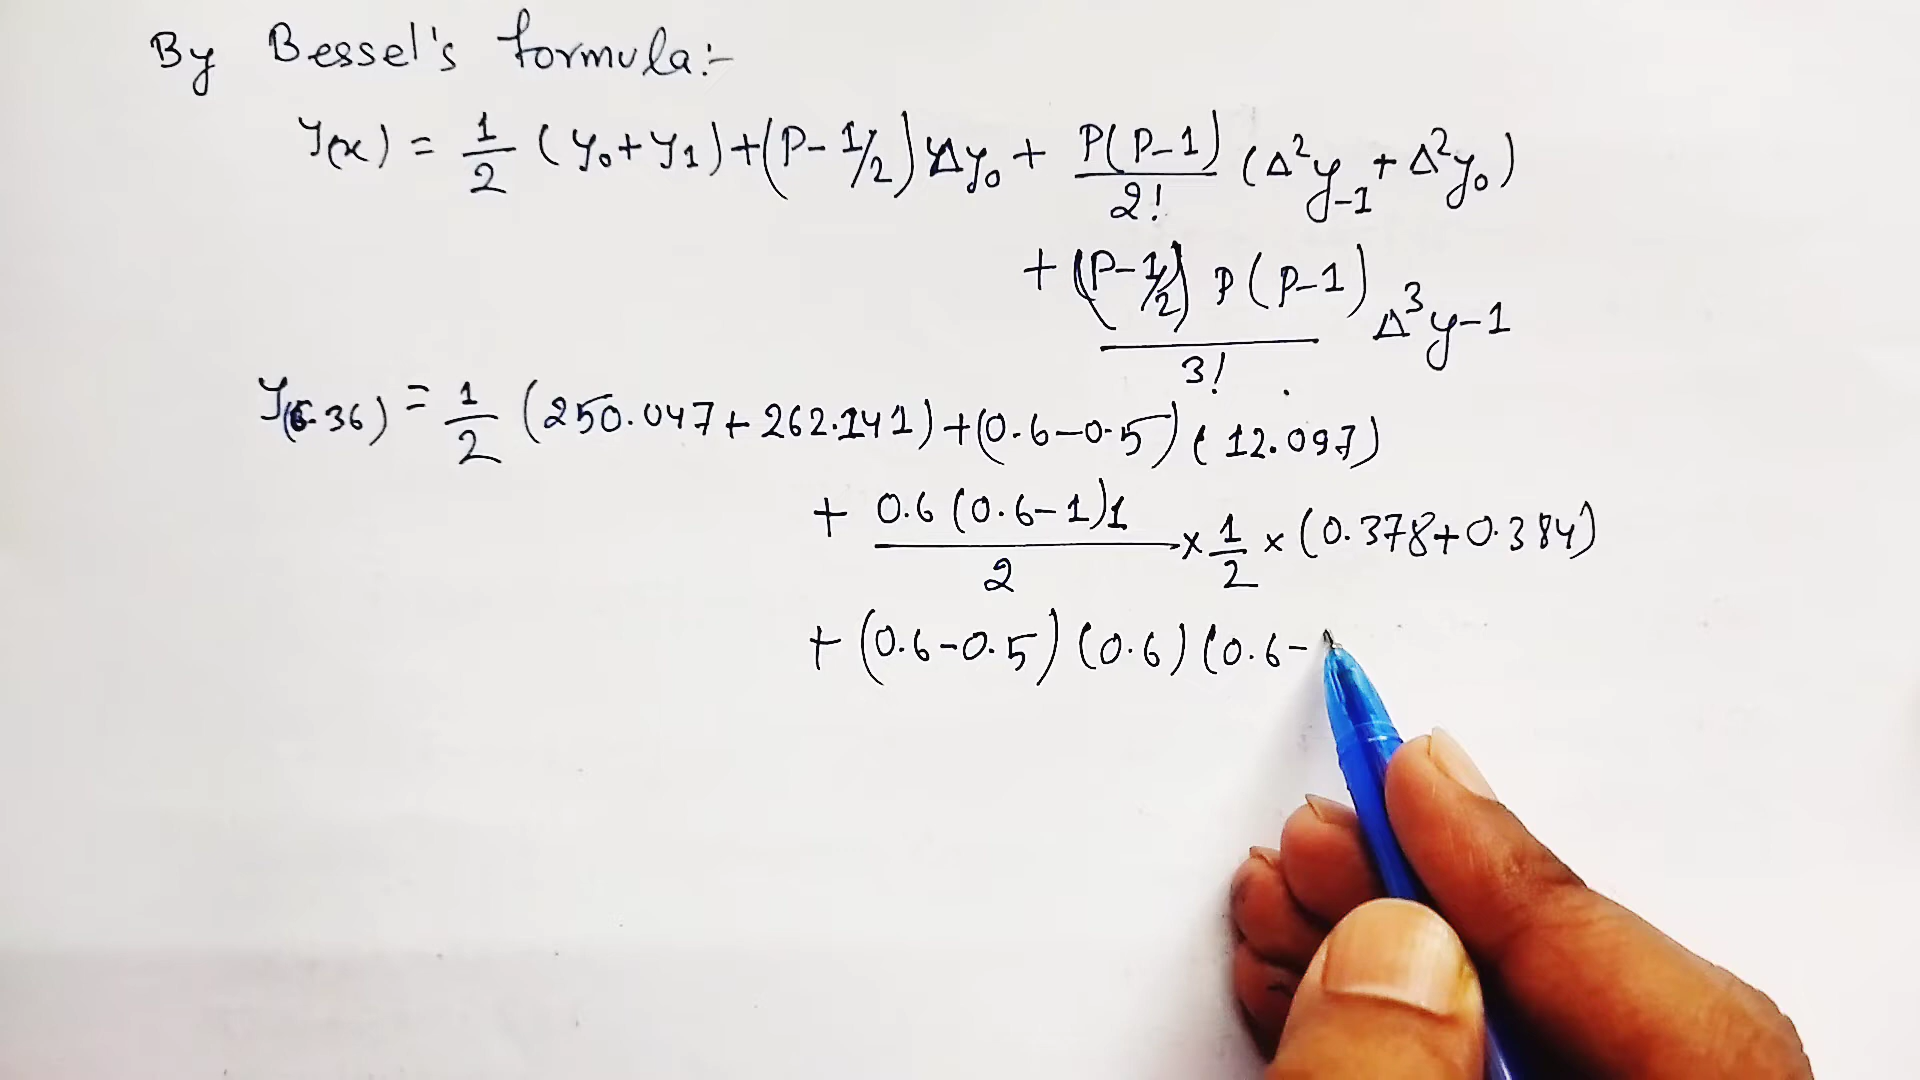 By Bessel's formula:-
y(x) = 1/2 (y₀+y₁)+(P-1/2) Δy₀ + P(P-1)/2! (Δ²y₋₁+Δ²y₀)
+ (P-1/2) P(P-1)/3! Δ³y-1
y(6.36) = 1/2 (250.047+262.141)+(0.6-0.5)(12.097)
+ 0.6(0.6-1)1/2 × 1/2 × (0.378+0.384)
+ (0.6-0.5)(0.6)(0.6-